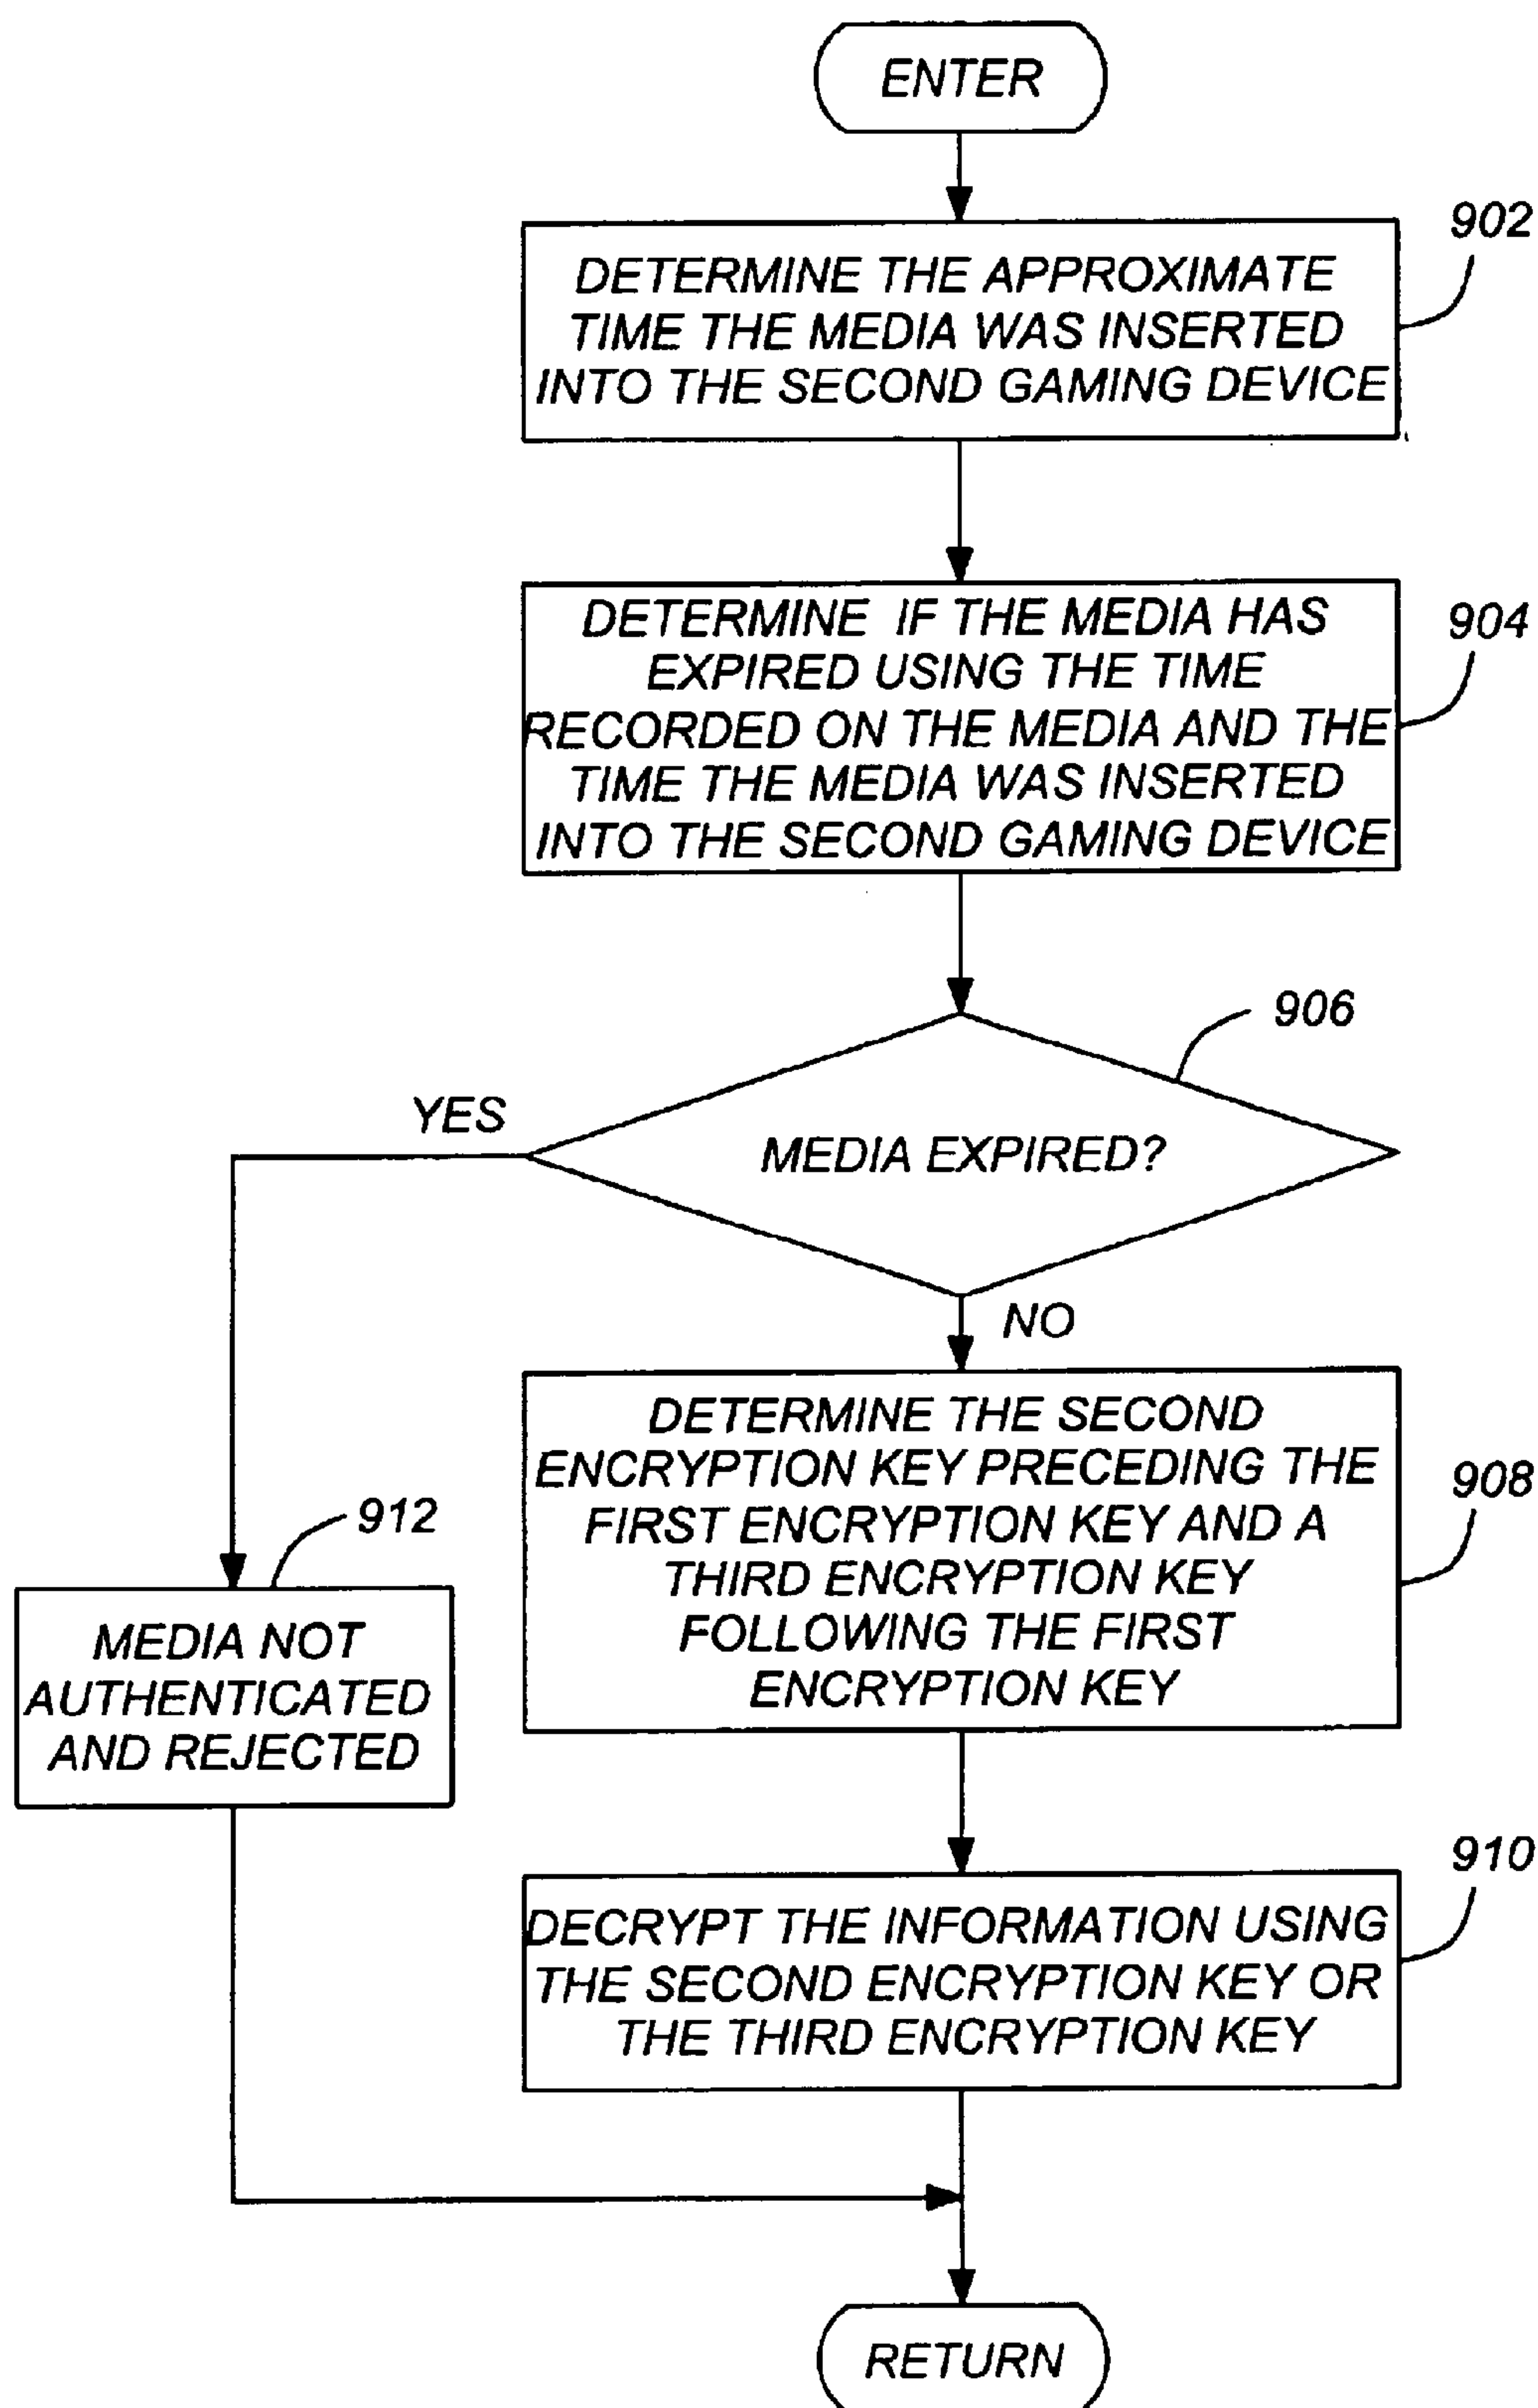 ENTER
902
DETERMINE THE APPROXIMATE
TIME THE MEDIA WAS INSERTED
INTO THE SECOND GAMING DEVICE
904
DETERMINE IF THE MEDIA HAS
EXPIRED USING THE TIME
RECORDED ON THE MEDIA AND THE
TIME THE MEDIA WAS INSERTED
INTO THE SECOND GAMING DEVICE
906
YES
MEDIA EXPIRED?
NO
DETERMINE THE SECOND
ENCRYPTION KEY PRECEDING THE
FIRST ENCRYPTION KEY AND A
THIRD ENCRYPTION KEY
FOLLOWING THE FIRST
ENCRYPTION KEY
908
912
MEDIA NOT
AUTHENTICATED
AND REJECTED
910
DECRYPT THE INFORMATION USING
THE SECOND ENCRYPTION KEY OR
THE THIRD ENCRYPTION KEY
RETURN